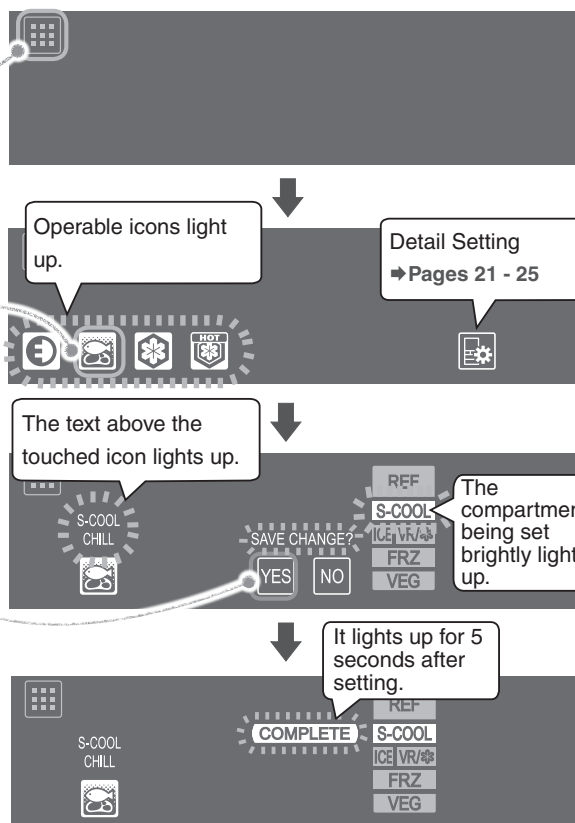 Operable icons light
up.
Detail Setting
➡Pages 21 - 25
HOT
The text above the
touched icon lights up.
S-COOL
CHILL
SAVE CHANGE?
YES
NO
REF
S-COOL
ICE VR/
FRZ
VEG
The
being set
up.
It lights up for 5
seconds after
setting.
S-COOL
CHILL
COMPLETE
REF
S-COOL
ICE VR/
FRZ
VEG